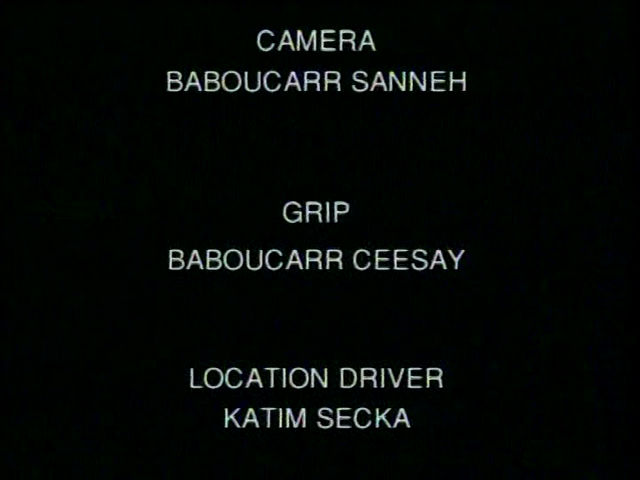 CAMERA
BABOUCARR SANNEH
GRIP
BABOUCARR CEESAY
LOCATION DRIVER
KATIM SECKA